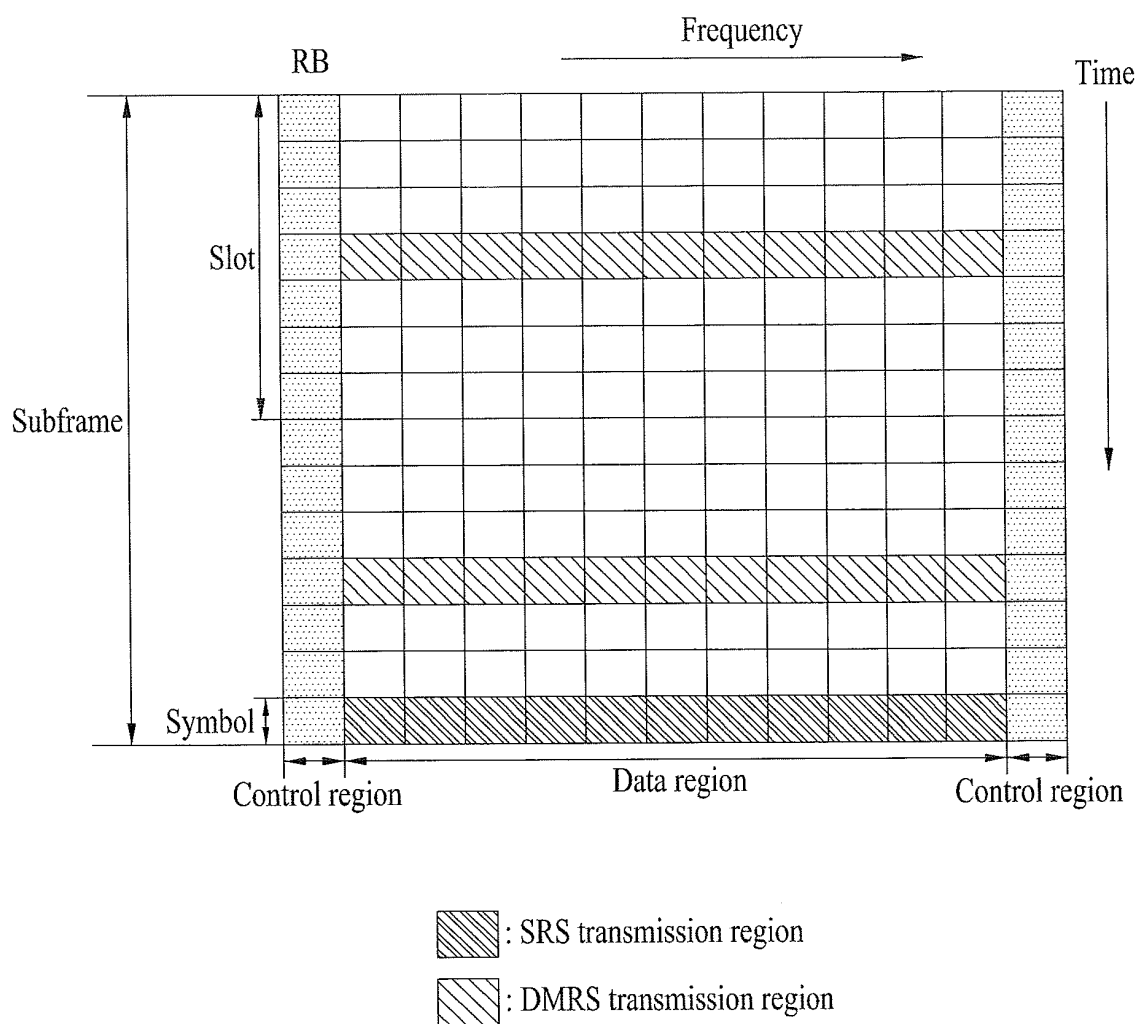 Frequency
RB
Time
Slot
Subframe
Symbol
Control region
Data region
Control region
: SRS transmission region
: DMRS transmission region